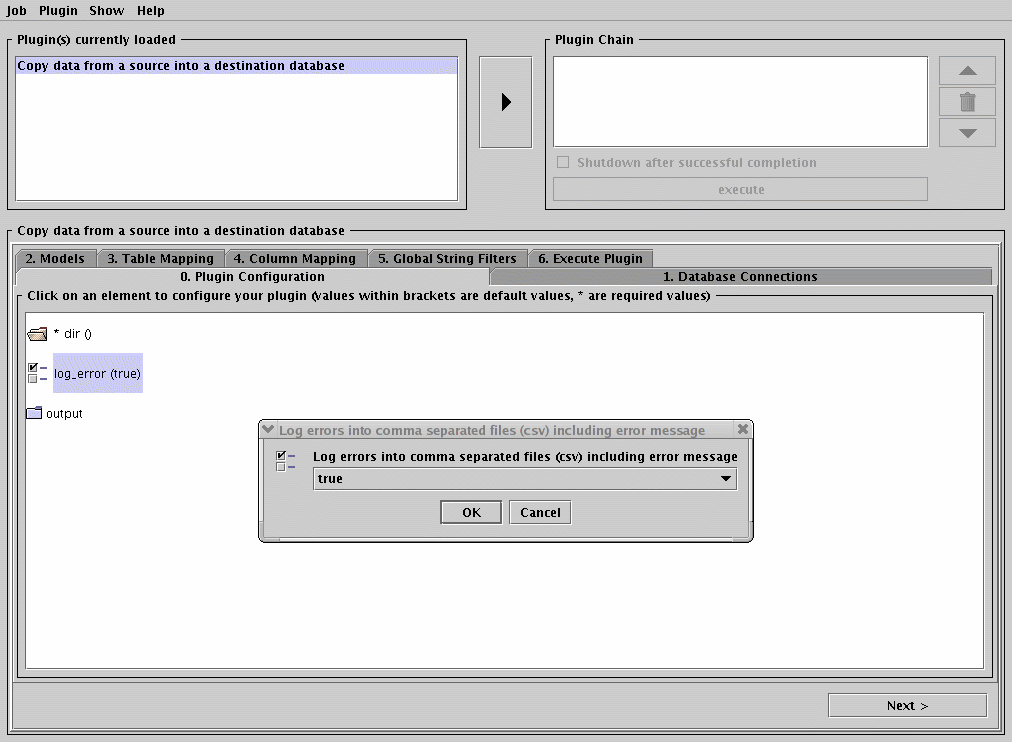 Job Plugin Show Help
Plugin(s) currently loaded
Copy data from a source into a destination database
Plugin Chain
Shutdown after successful completion
execute
Copy data from a source into a destination database
2. Models 3. Table Mapping 4. Column Mapping 5. Global String Filters 6. Execute Plugin
0. Plugin Configuration 1. Database Connections
Click on an element to configure your plugin (values within brackets are default values, * are required values)
* dir ()
log_error (true)
output
Log errors into comma separated files (csv) including error message
Log errors into comma separated files (csv) including error message
true
OK Cancel
Next >